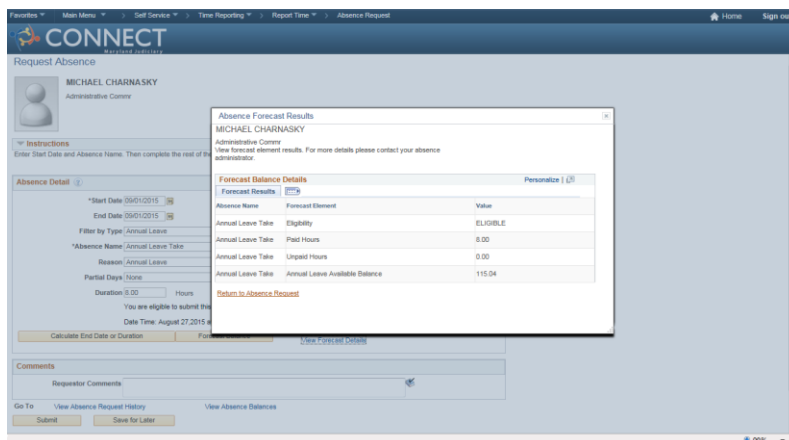 Favorites Main Menu > Self Service > Time Reporting > Report Time > Absence Request Home Sign ou
CONNECT
Maryland Judiciary
Request Absence
MICHAEL CHARNASKY
Administrative Commr
Instructions
Enter Start Date and Absence Name. Then complete the rest of the
Absence Detail
*Start Date 09/01/2015
End Date 09/01/2015
Filter by Type Annual Leave
*Absence Name Annual Leave Take
Reason Annual Leave
Partial Days None
Duration 8.00 Hours
You are eligible to submit this
Date Time: August 27,2015 at
Calculate End Date or Duration View Forecast Details
Absence Forecast Results
MICHAEL CHARNASKY
Administrative Commr
View forecast element results. For more details please contact your absence
administrator.
Forecast Balance Details Personalize |
Forecast Results
Absence Name Forecast Element Value
Annual Leave Take Eligibility ELIGIBLE
Annual Leave Take Paid Hours 8.00
Annual Leave Take Unpaid Hours 0.00
Annual Leave Take Annual Leave Available Balance 115.04
Return to Absence Request
Comments
Requestor Comments
Go To View Absence Request History View Absence Balances
Submit Save for Later